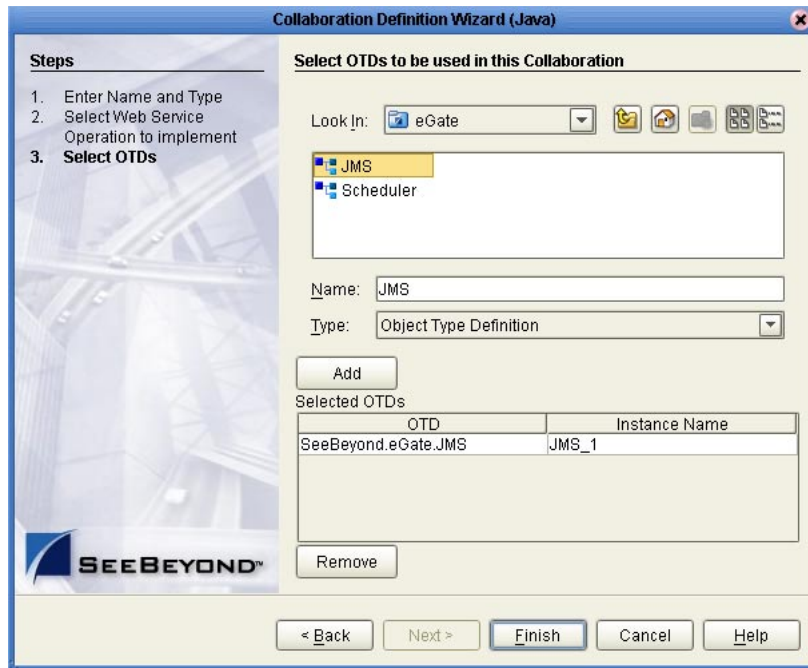 Collaboration Definition Wizard (Java)
Steps
1. Enter Name and Type
2. Select Web Service
Operation to implement
3. Select OTDs
Select OTDs to be used in this Collaboration
Look In: eGate
JMS
Scheduler
Name: JMS
Type: Object Type Definition
Add
Selected OTDs
OTD Instance Name
SeeBeyond.eGate.JMS JMS_1
Remove
SEEBEYOND™
< Back Next > Finish Cancel Help